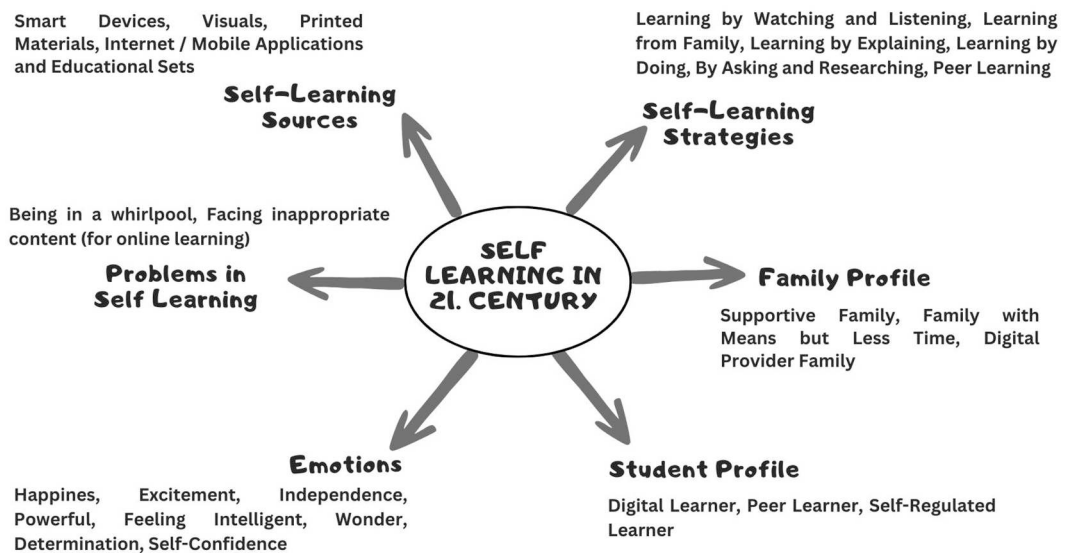 Smart Devices, Visuals, Printed
Materials, Internet / Mobile Applications
and Educational Sets
Self-Learning
Sources
Learning by Watching and Listening, Learning
from Family, Learning by Explaining, Learning by
Doing, By Asking and Researching, Peer Learning
Self-Learning
Strategies
Being in a whirlpool, Facing inappropriate
content (for online learning)
Problems in
Self Learning
SELF
LEARNING IN
21. CENTURY
Family Profile
Supportive Family, Family with
Means but Less Time, Digital
Provider Family
Emotions
Happines, Excitement, Independence,
Powerful, Feeling Intelligent, Wonder,
Determination, Self-Confidence
Student Profile
Digital Learner, Peer Learner, Self-Regulated
Learner